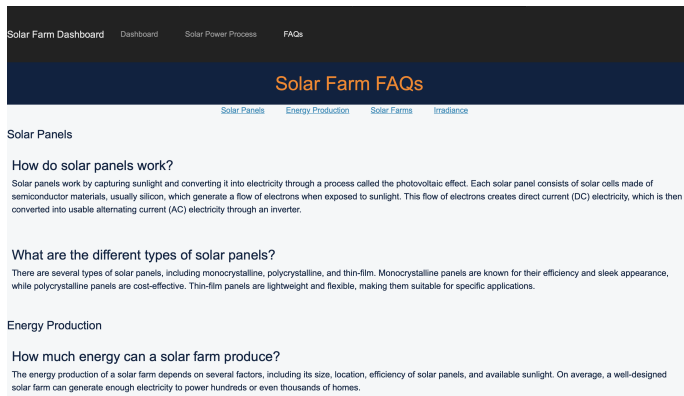 Solar Farm Dashboard Dashboard Solar Power Process FAQs
Solar Farm FAQs
Solar Panels Energy Production Solar Farms Irradiance
Solar Panels
How do solar panels work?
Solar panels work by capturing sunlight and converting it into electricity through a process called the photovoltaic effect. Each solar panel consists of solar cells made of
semiconductor materials, usually silicon, which generate a flow of electrons when exposed to sunlight. This flow of electrons creates direct current (DC) electricity, which is then
converted into usable alternating current (AC) electricity through an inverter.
What are the different types of solar panels?
There are several types of solar panels, including monocrystalline, polycrystalline, and thin-film. Monocrystalline panels are known for their efficiency and sleek appearance,
while polycrystalline panels are cost-effective. Thin-film panels are lightweight and flexible, making them suitable for specific applications.
Energy Production
How much energy can a solar farm produce?
The energy production of a solar farm depends on several factors, including its size, location, efficiency of solar panels, and available sunlight. On average, a well-designed
solar farm can generate enough electricity to power hundreds or even thousands of homes.